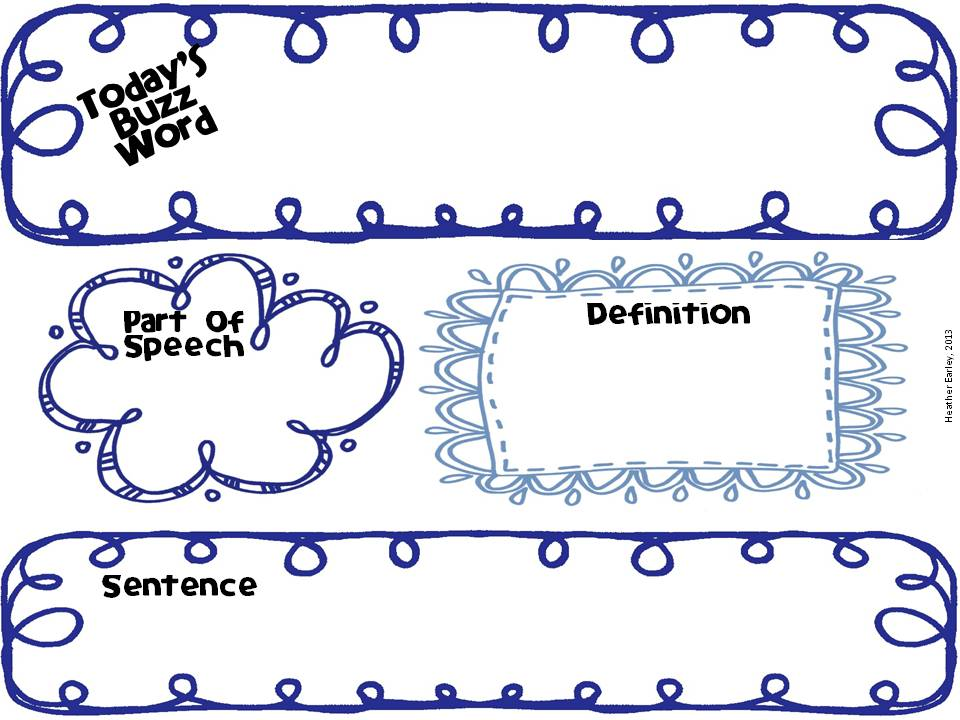 Today's
Buzz
Word
Part Of
Speech
Definition
Heather Earley, 2013
Sentence